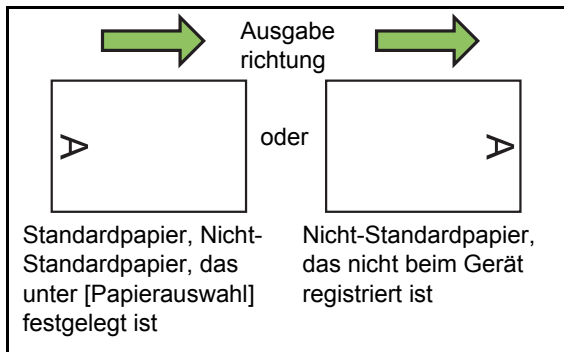 Ausgabe
richtung
A
oder
A
Standardpapier, Nicht-
Standardpapier, das
unter [Papierauswahl]
festgelegt ist
Nicht-Standardpapier,
das nicht beim Gerät
registriert ist